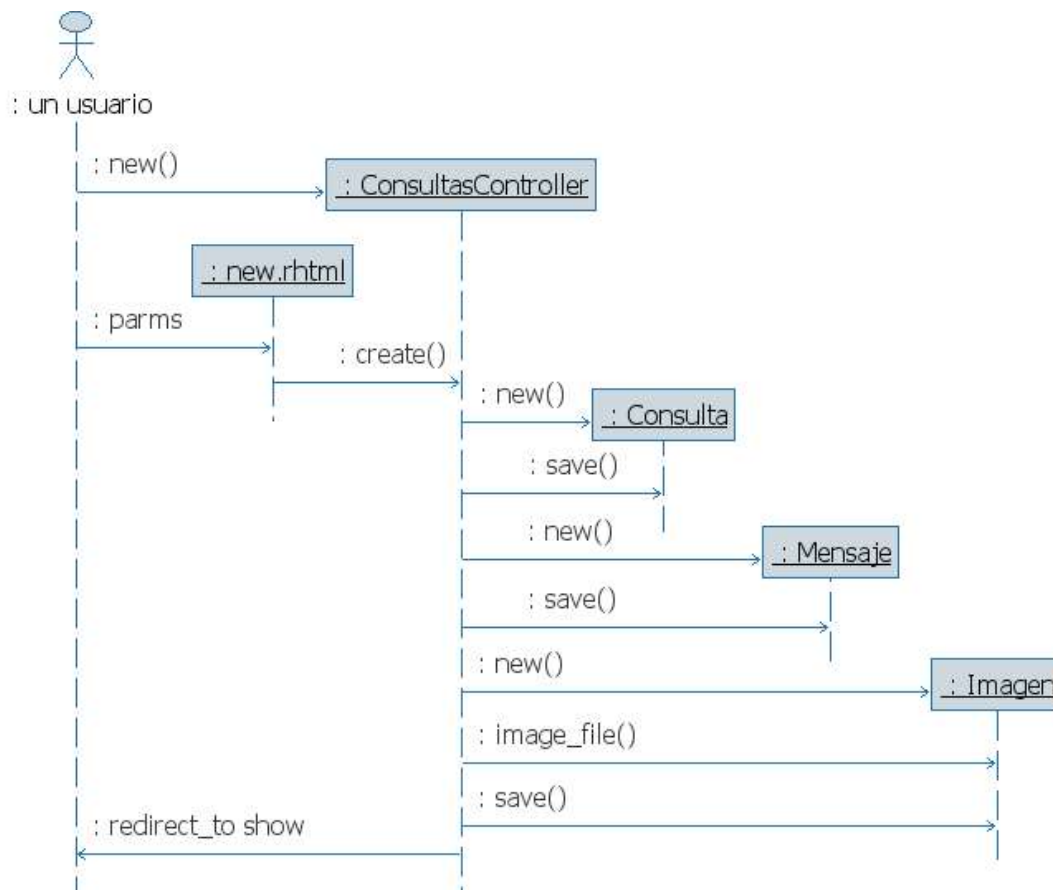 : un usuario
: new()
: ConsultasController
: new.rhtml
: parms
: create()
: new()
: Consulta
: save()
: new()
: Mensaje
: save()
: new()
: Imagen
: image_file()
: save()
: redirect_to show